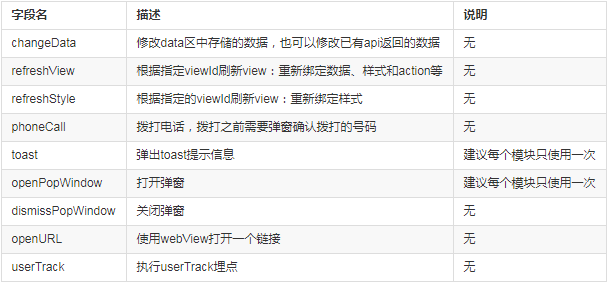 字段名 描述 说明
changeData 修改data区中存储的数据，也可以修改已有api返回的数据 无
refreshView 根据指定viewId刷新view：重新绑定数据、样式和action等 无
refreshStyle 根据指定的viewId刷新view：重新绑定样式 无
phoneCall 拨打电话，拨打之前需要弹窗确认拨打的号码 无
toast 弹出toast提示信息 建议每个模块只使用一次
openPopWindow 打开弹窗 建议每个模块只使用一次
dismissPopWindow 关闭弹窗 无
openURL 使用webView打开一个链接 无
userTrack 执行userTrack埋点 无